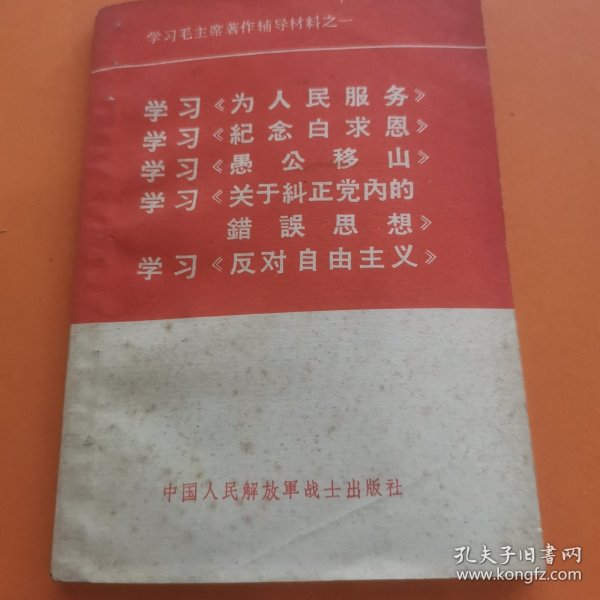 学习毛主席著作辅导材料之一
学习《为人民服务》
学习《紀念白求恩》
学习《愚公移山》
学习《关于糾正党內的
錯誤思想》
学习《反对自由主义》
中国人民解放軍战士出版社
孔夫子旧书网
www.kongfz.com